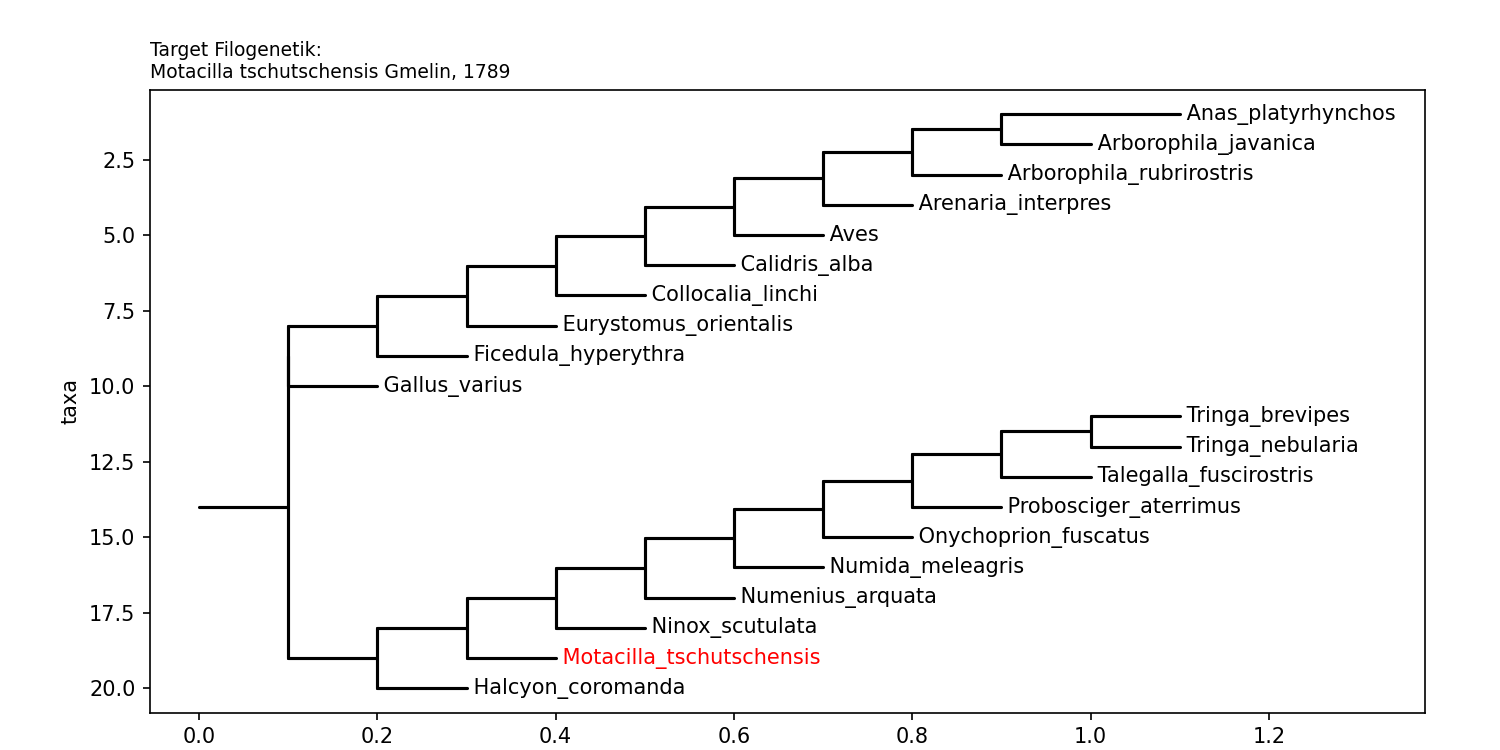 Target Filogenetik:
Motacilla tschutschensis Gmelin, 1789
Anas_platyrhynchos
Arborophila_javanica
2.5
Arborophila_rubrirostris
Arenaria_interpres
5.0
Aves
Calidris_alba
Collocalia_linchi
7.5
Eurystomus_orientalis
Ficedula_hyperythra
taxa
10.0
Gallus_varius
Tringa_brevipes
Tringa_nebularia
12.5
Talegalla_fuscirostris
Probosciger_aterrimus
15.0
Onychoprion_fuscatus
Numida_meleagris
Numenius_arquata
17.5
Ninox_scutulata
Motacilla_tschutschensis
20.0
Halcyon_coromanda
0.0 0.2 0.4 0.6 0.8 1.0 1.2